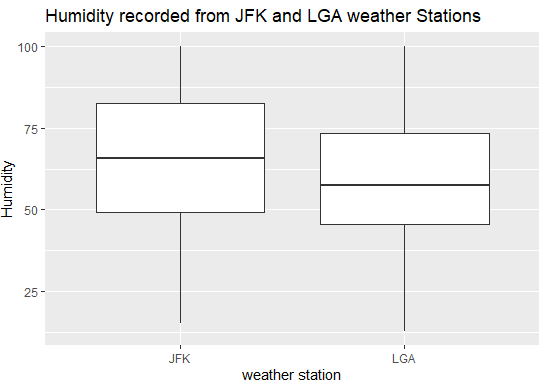 Humidity recorded from JFK and LGA weather Stations
Humidity
100
75
50
25
JFK LGA
weather station